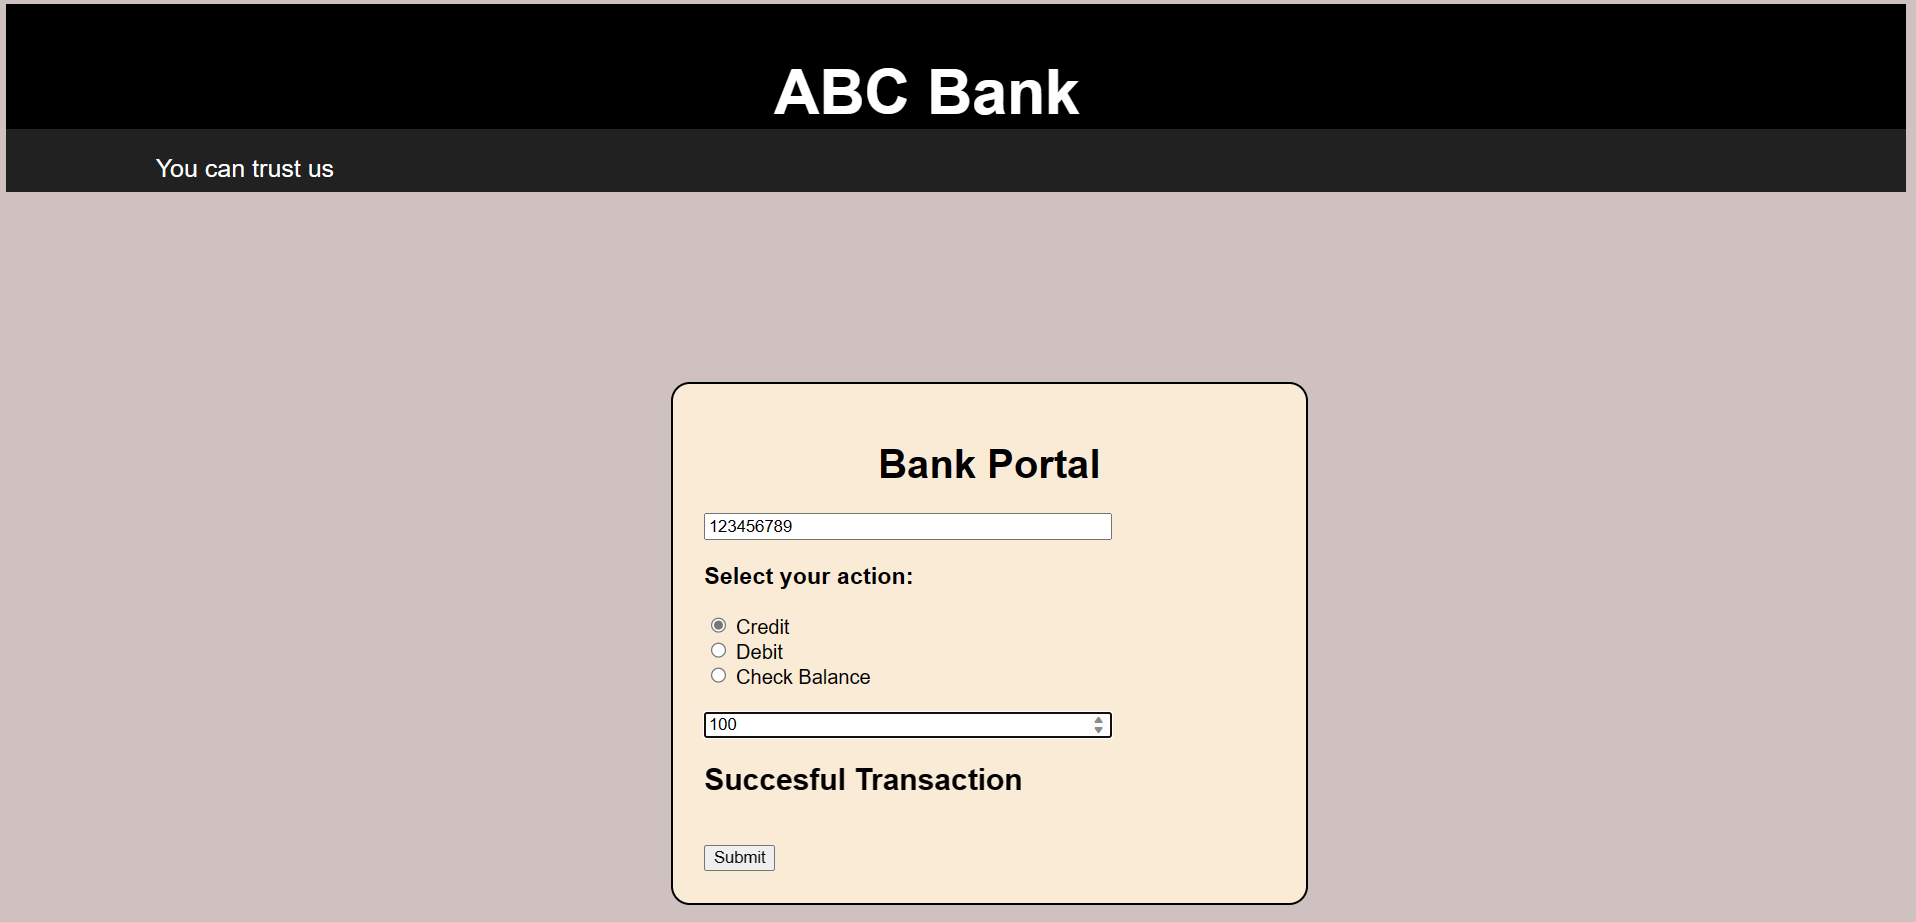 ABC Bank
You can trust us
Bank Portal
123456789
Select your action:
Credit
Debit
Check Balance
100
Succesful Transaction
Submit